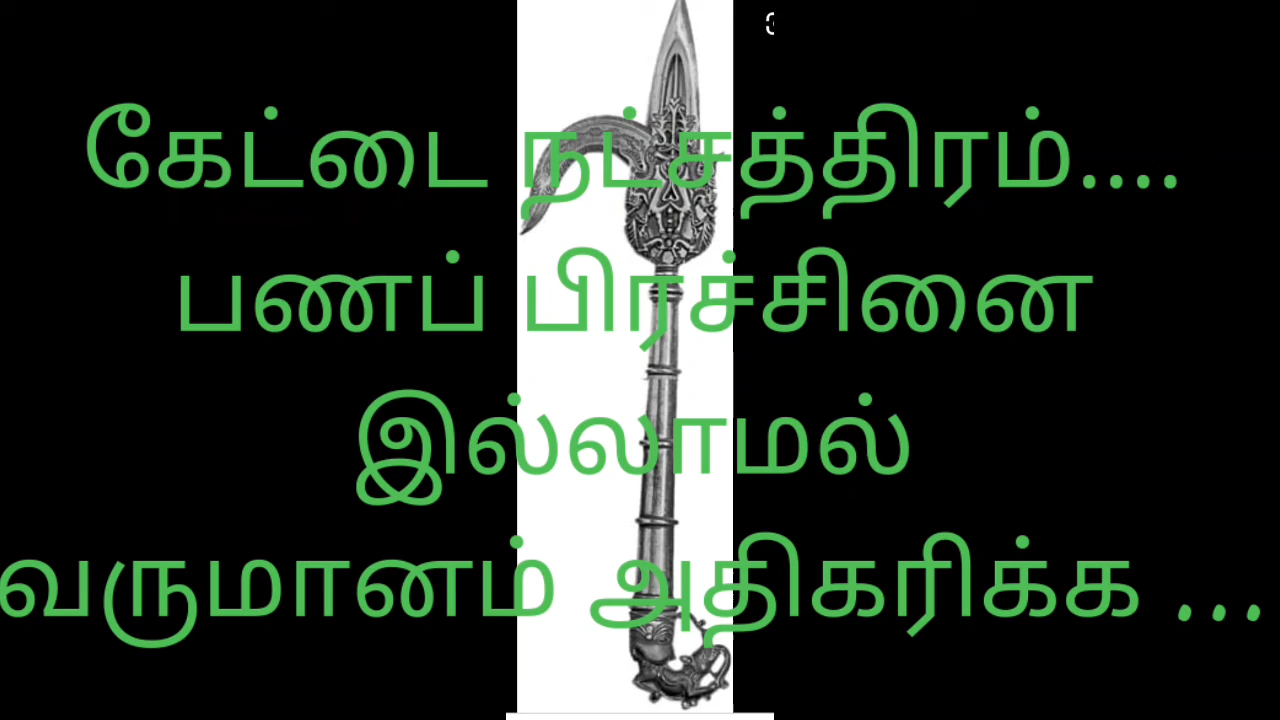 கேட்டை நட்சத்திரம்....
பணப் பிரச்சினை
இல்லாமல்
வருமானம் அதிகரிக்க ...